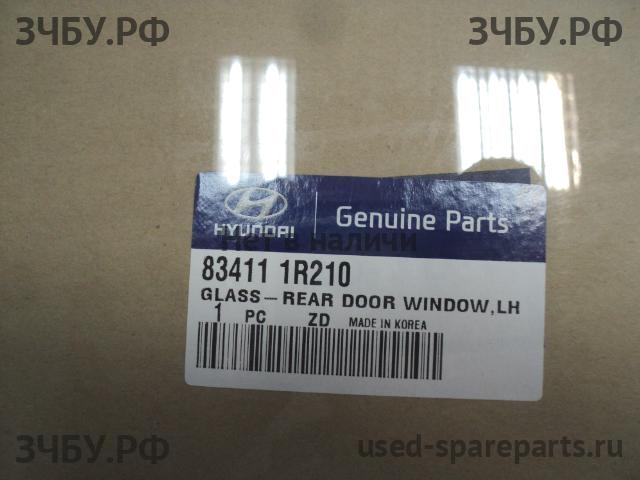 ЗЧБУ.РФ
ЗЧБУ.РФ
HYUNDAI
Genuine Parts
Нет в наличии
83411 1R210
GLASS-REAR DOOR WINDOW,LH
1 PC ZD MADE IN KOREA
ЗЧБУ.РФ
used-spareparts.ru